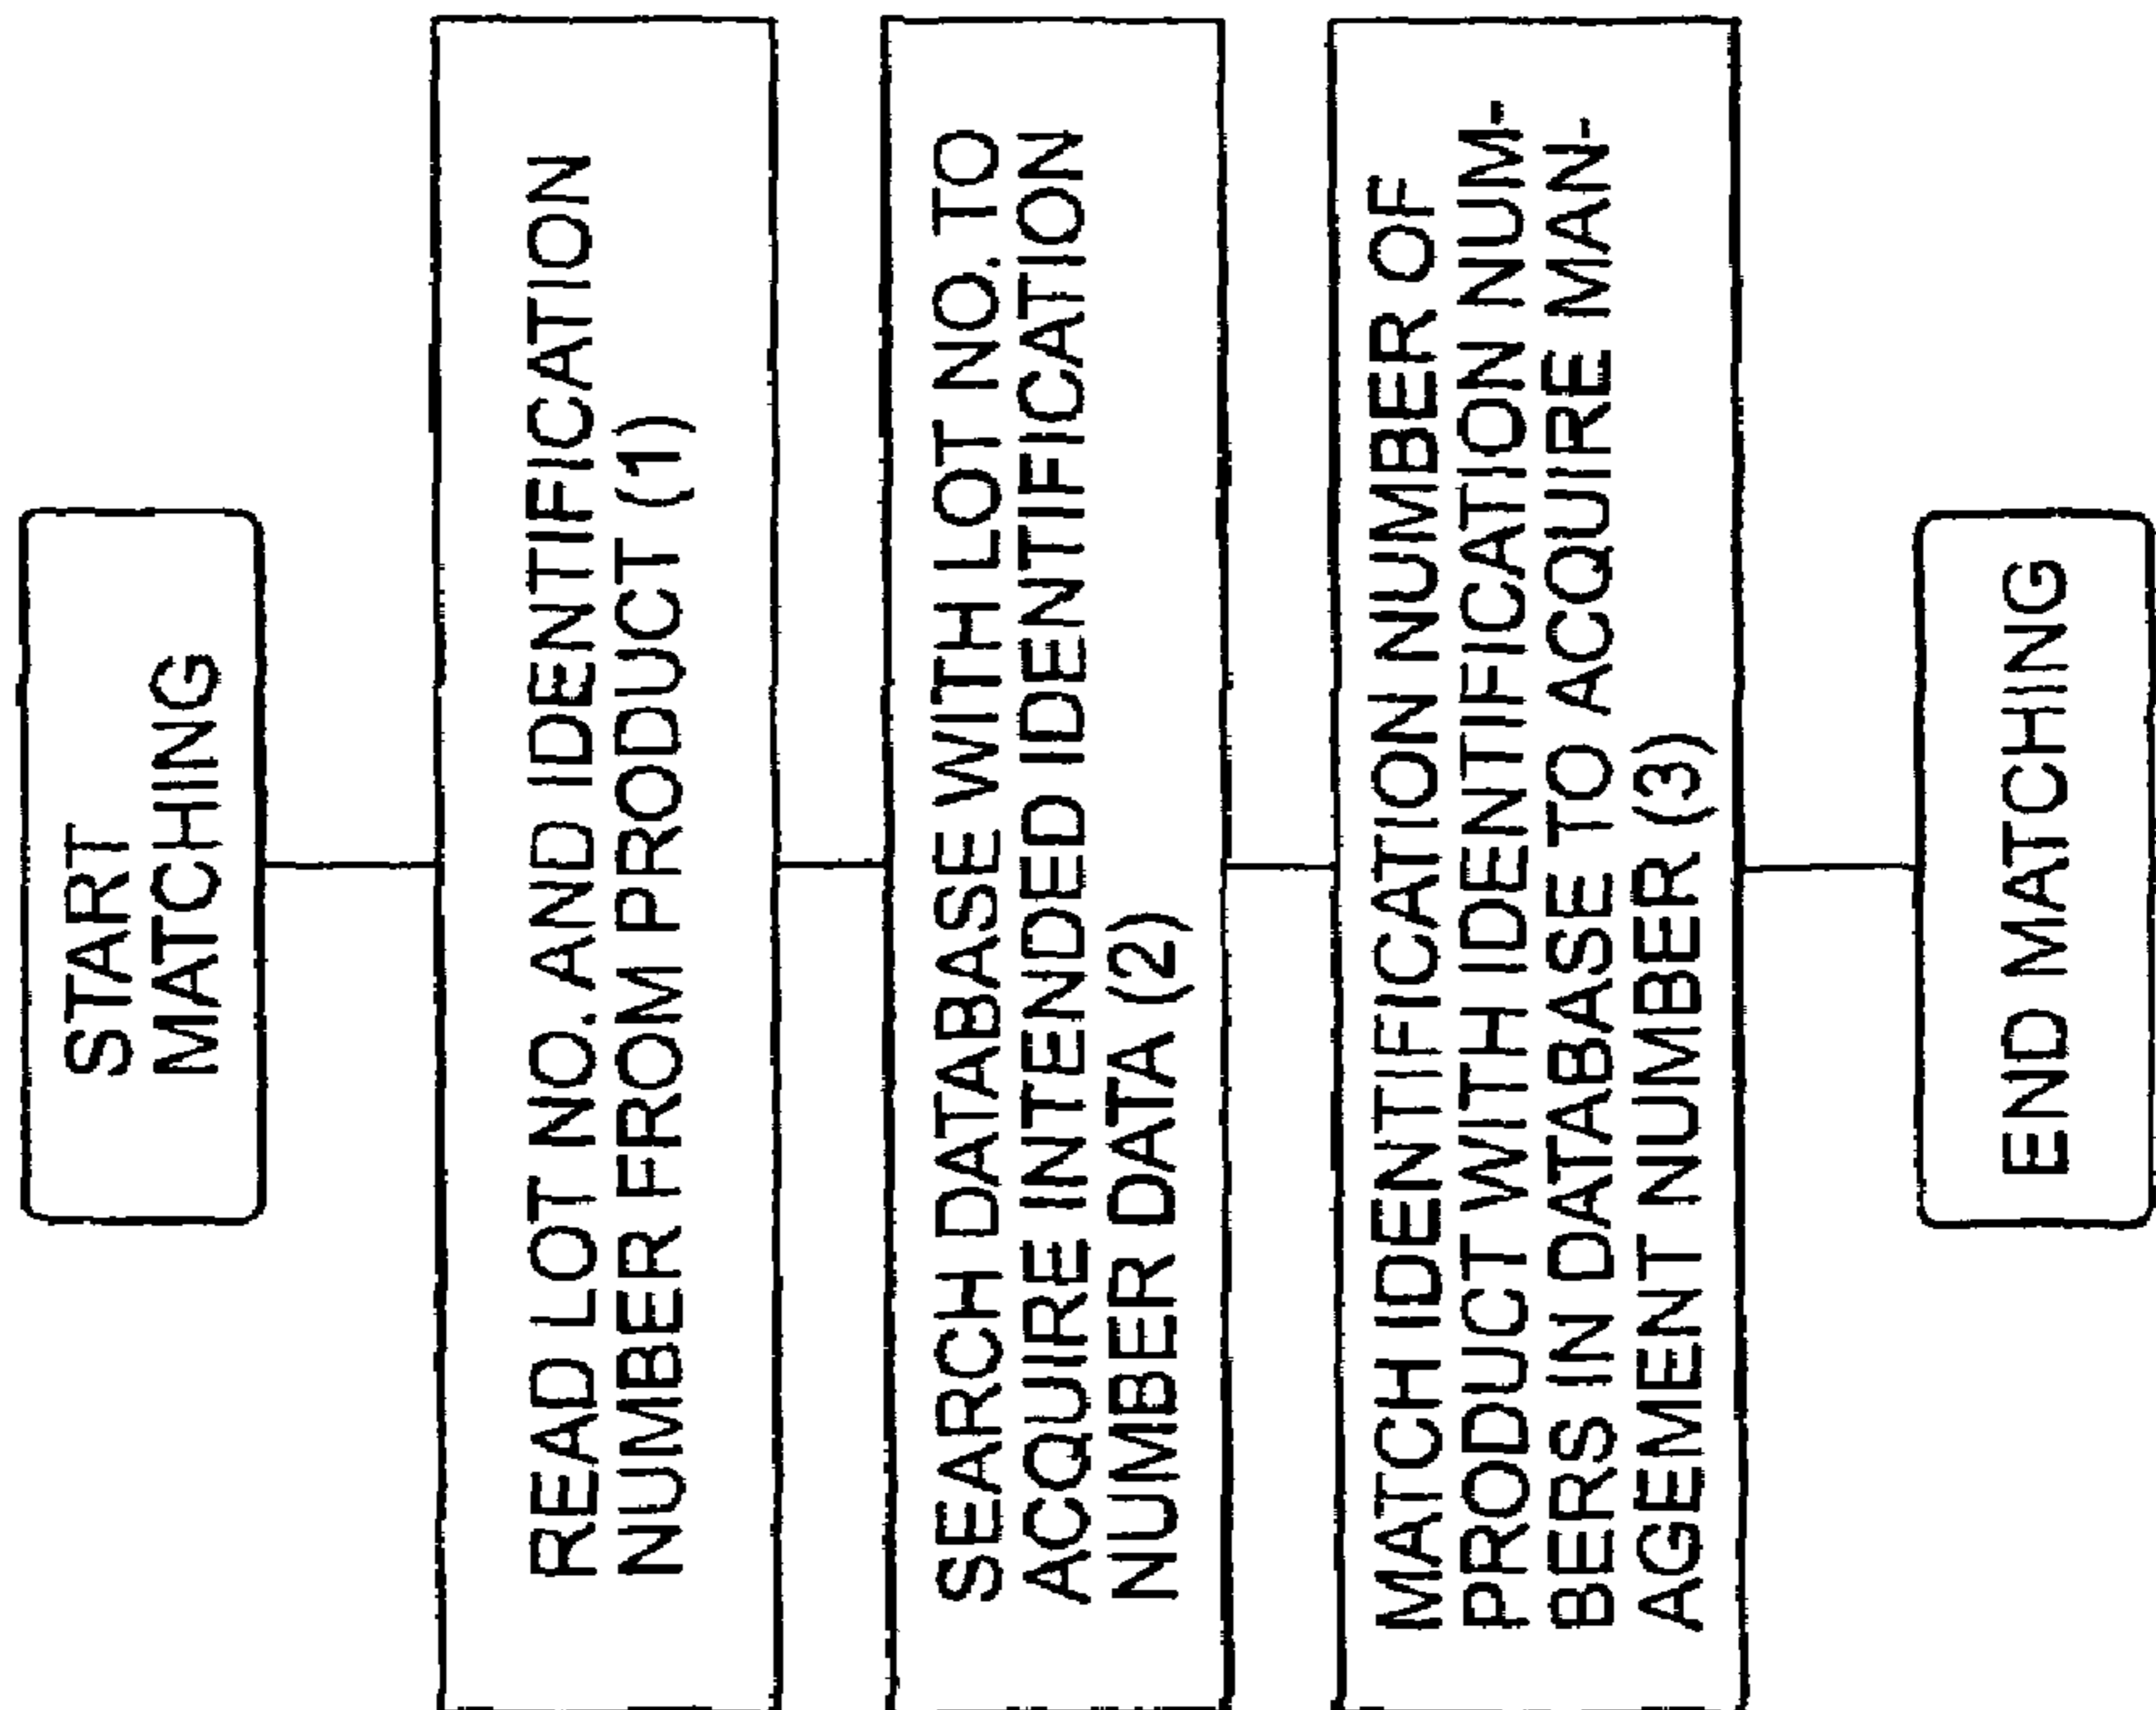 START
MATCHING
READ LOT NO. AND IDENTIFICATION
NUMBER FROM PRODUCT (1)
SEARCH DATABASE WITH LOT NO. TO
ACQUIRE INTENDED IDENTIFICATION
NUMBER DATA (2)
MATCH IDENTIFICATION NUMBER OF
PRODUCT WITH IDENTIFICATION NUM-
BERS IN DATABASE TO ACQUIRE MAN-
AGEMENT NUMBER (3)
END MATCHING